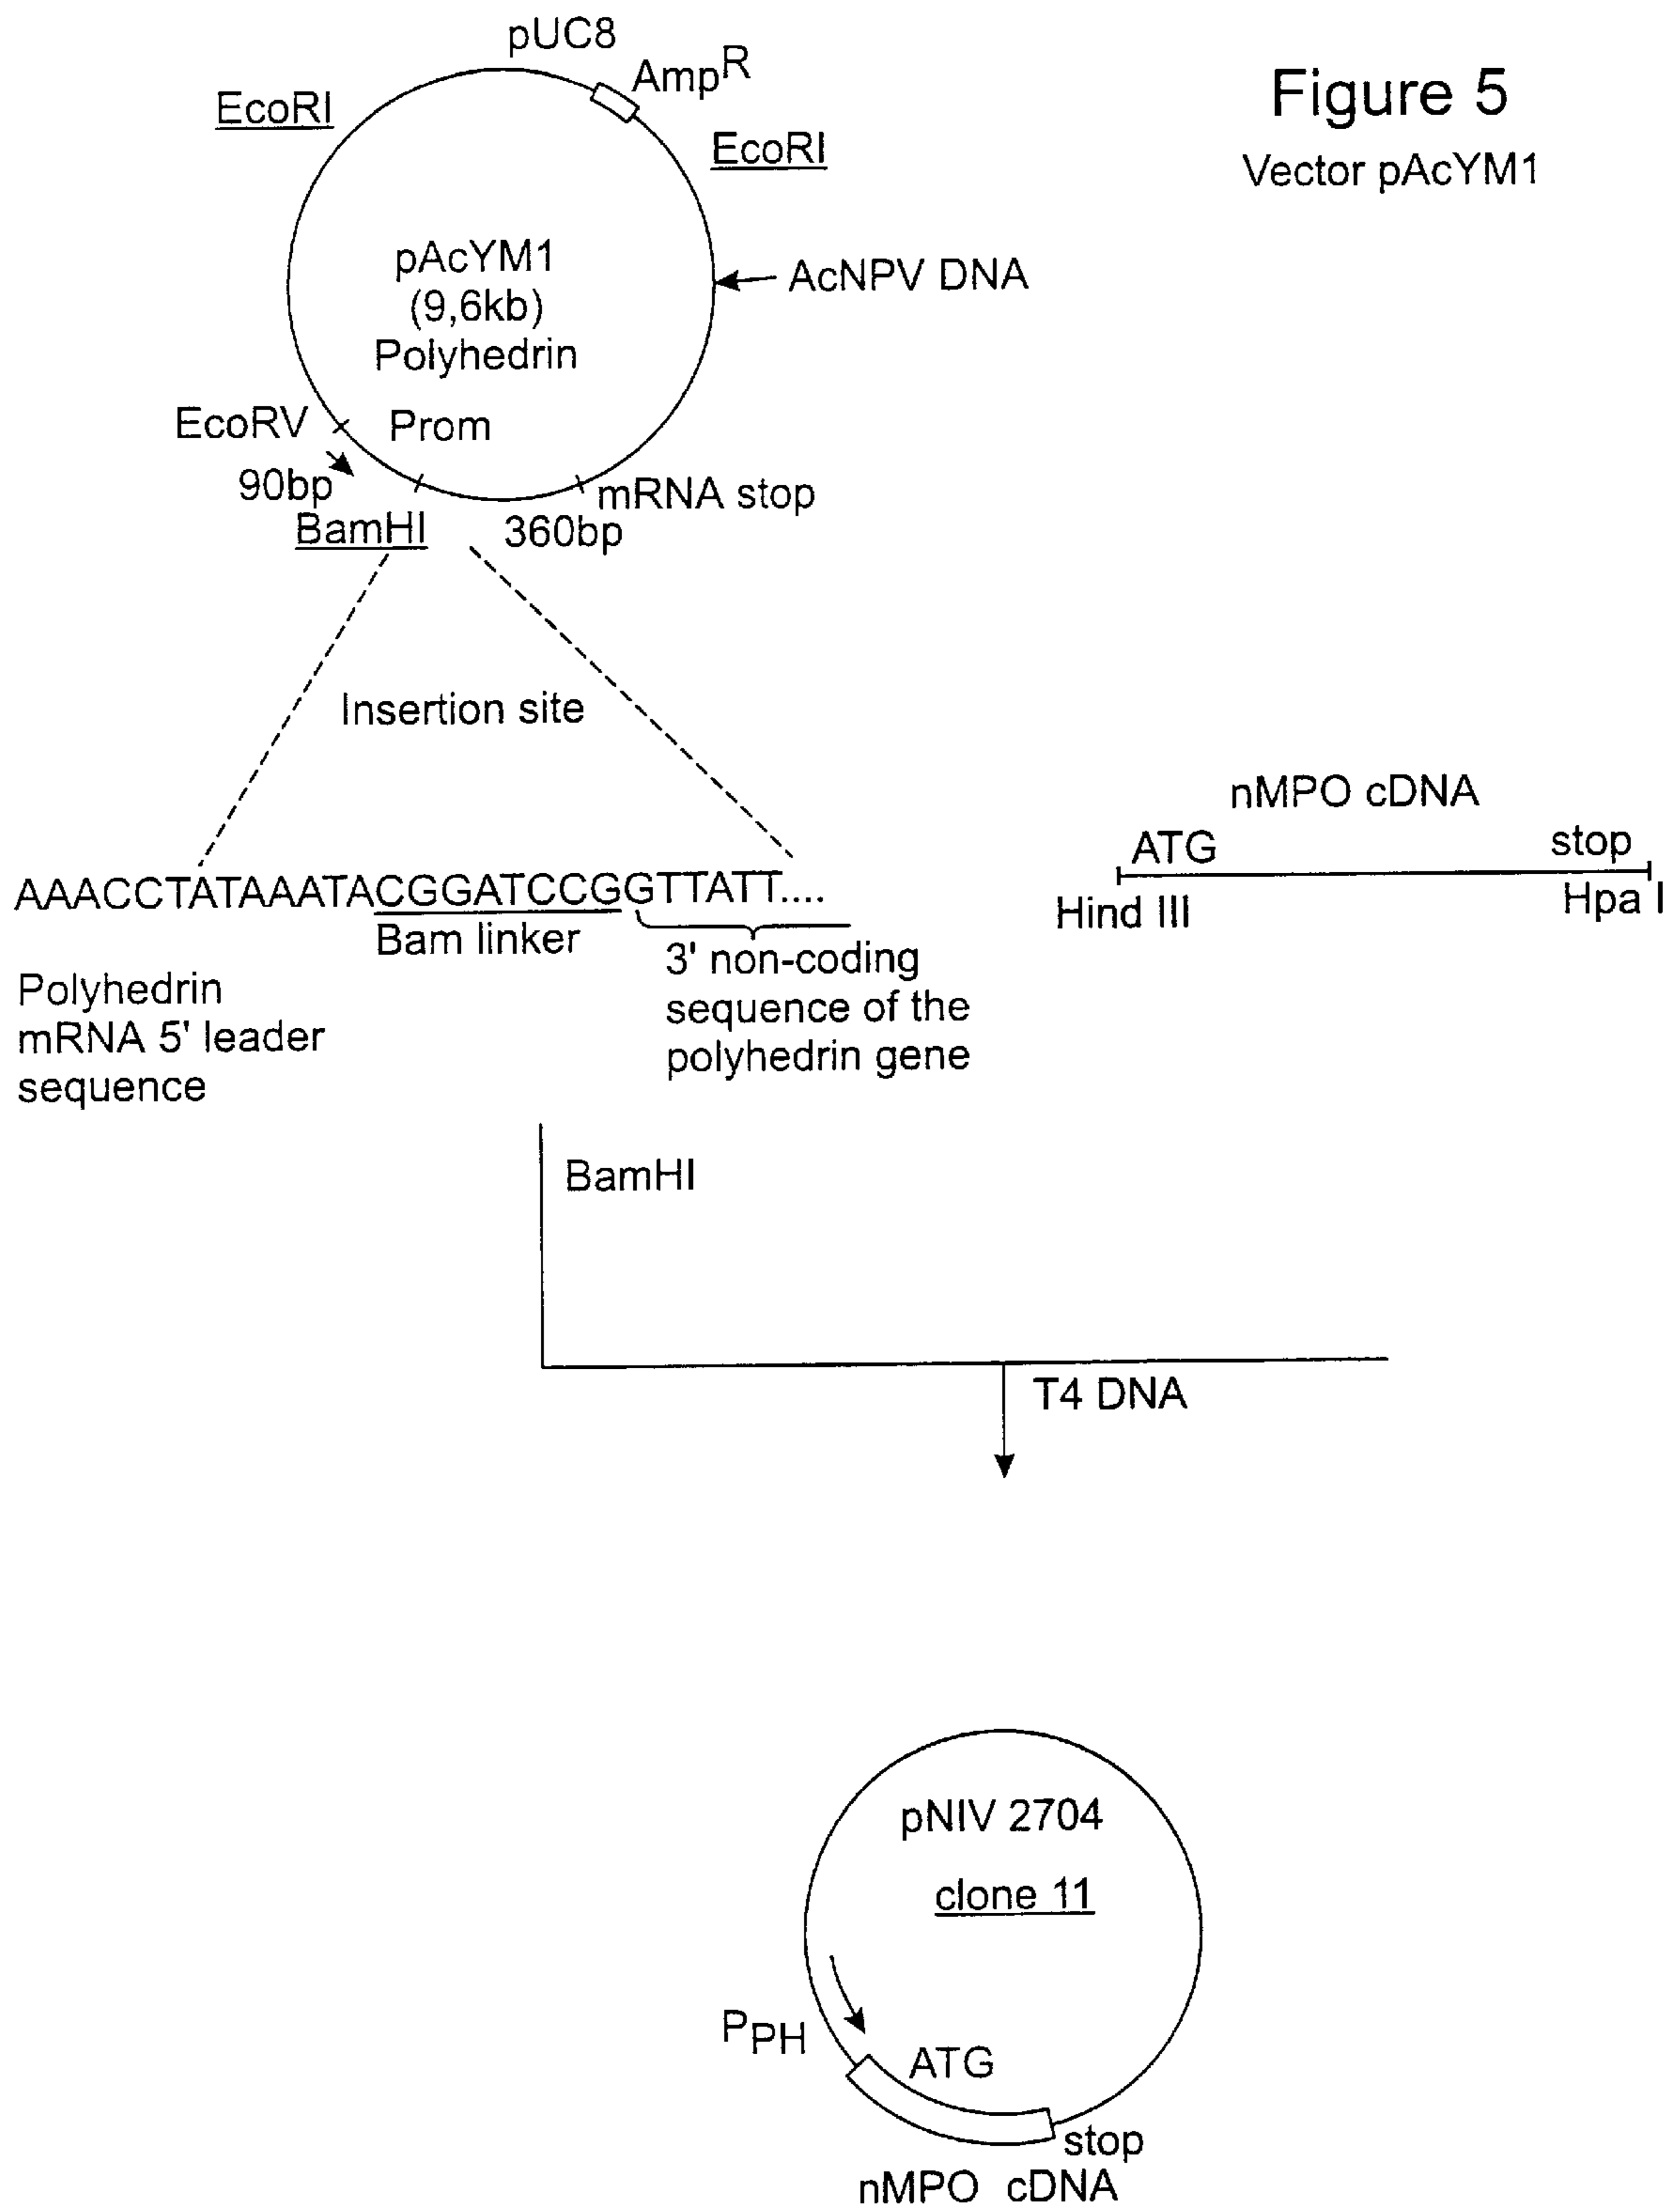 pUC8
Amp^R
Figure 5
EcoRI
EcoRI
Vector pAcYM1
pAcYM1
(9,6kb)
Polyhedrin
AcNPV DNA
EcoRV
Prom
90bp
mRNA stop
BamHI
360bp
Insertion site
nMPO cDNA
ATG
stop
AAACCTATAAATACGGATCCGGTTATT....
Hind III
Hpa I
Bam linker
3' non-coding
sequence of the
polyhedrin gene
Polyhedrin
mRNA 5' leader
sequence
BamHI
T4 DNA
pNIV 2704
clone 11
PPH
ATG
stop
nMPO cDNA